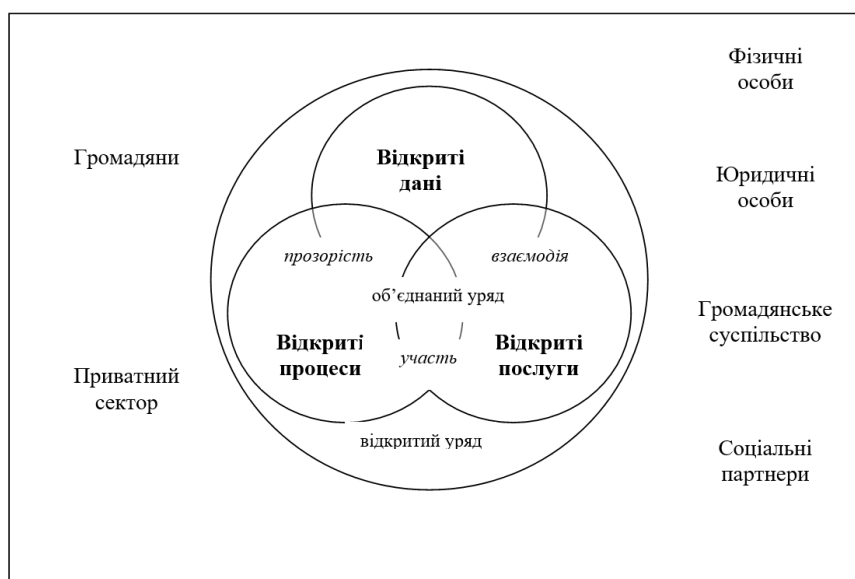 Фізичні
особи
Громадяни
Відкриті
дані
Юридичні
особи
прозорість
взаємодія
об’єднаний уряд
Громадянське
суспільство
Відкриті
процеси
участь
Відкриті
послуги
Приватний
сектор
відкритий уряд
Соціальні
партнери